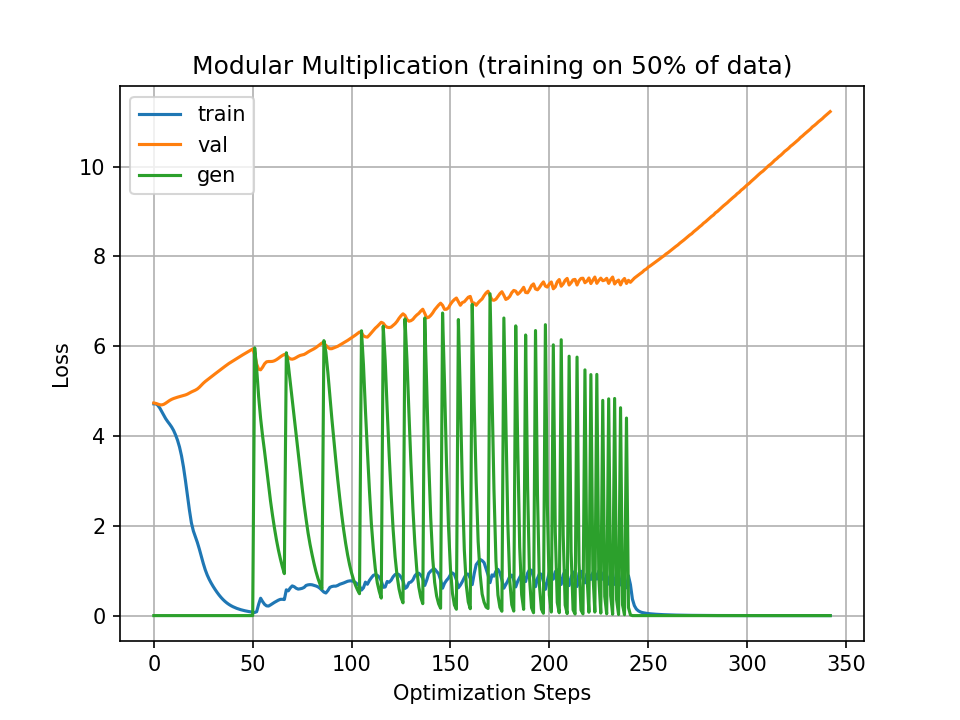 Modular Multiplication (training on 50% of data)
train
val
gen
Loss
10
8
6
4
2
0
0 50 100 150 200 250 300 350
Optimization Steps